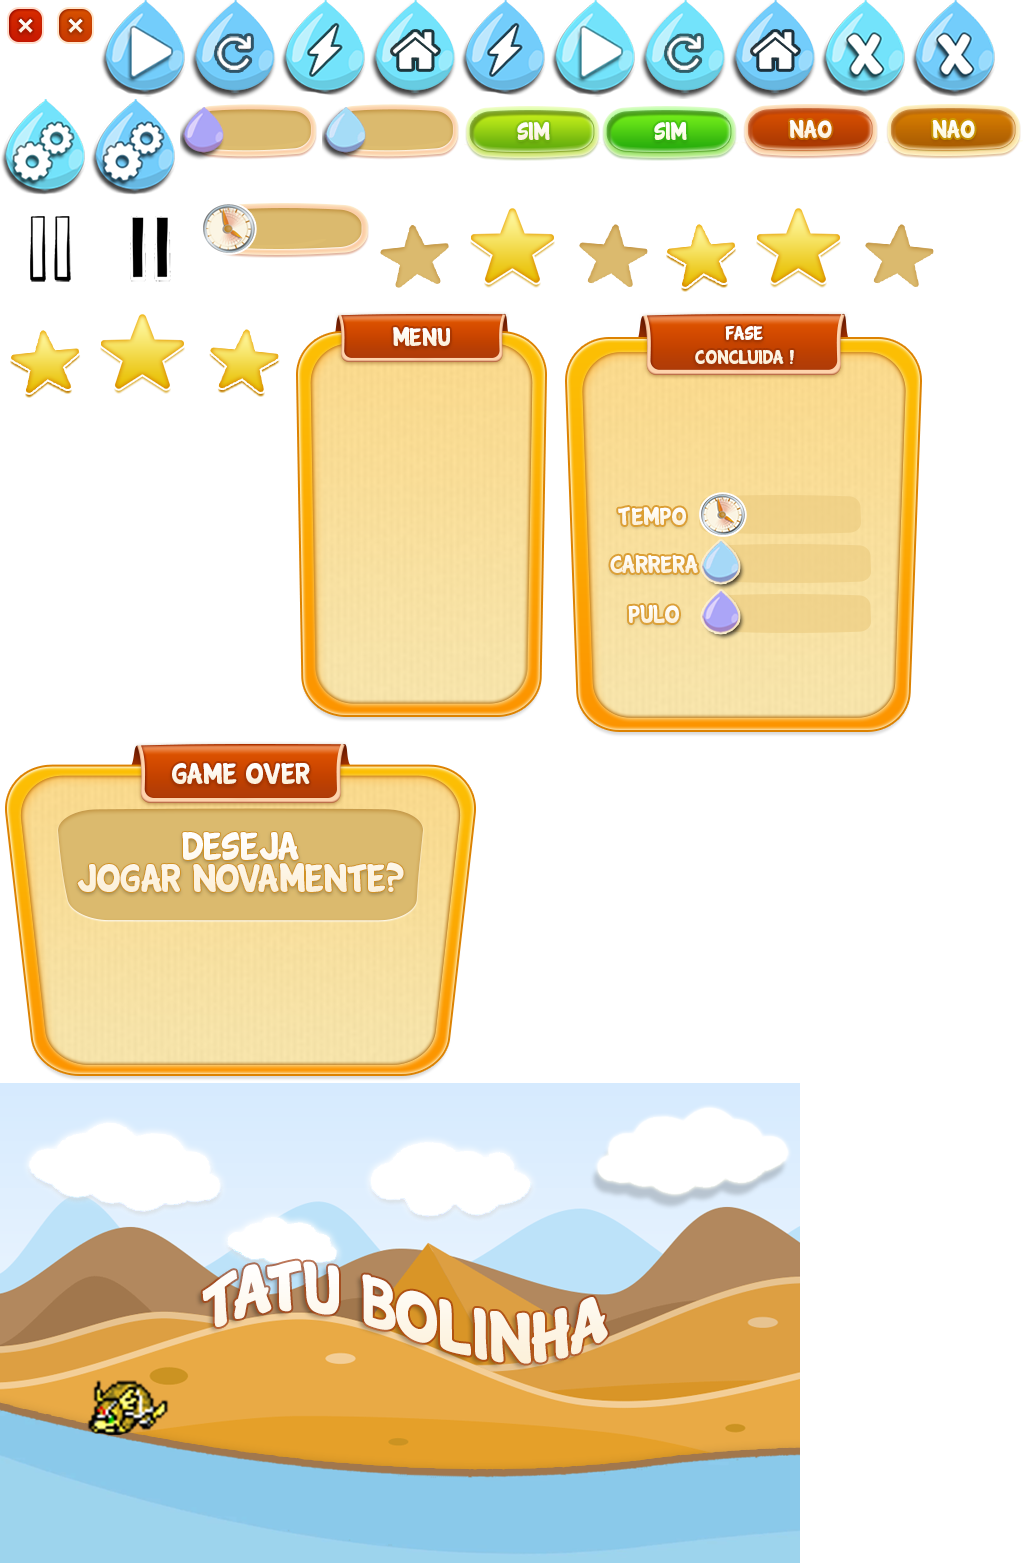 SIM
SIM
NAO
NAO
MENU
FASE
CONCLUIDA !
TEMPO
CARRERA
PULO
GAME OVER
DESEJA
JOGAR NOVAMENTE?
TATU BOLINHA